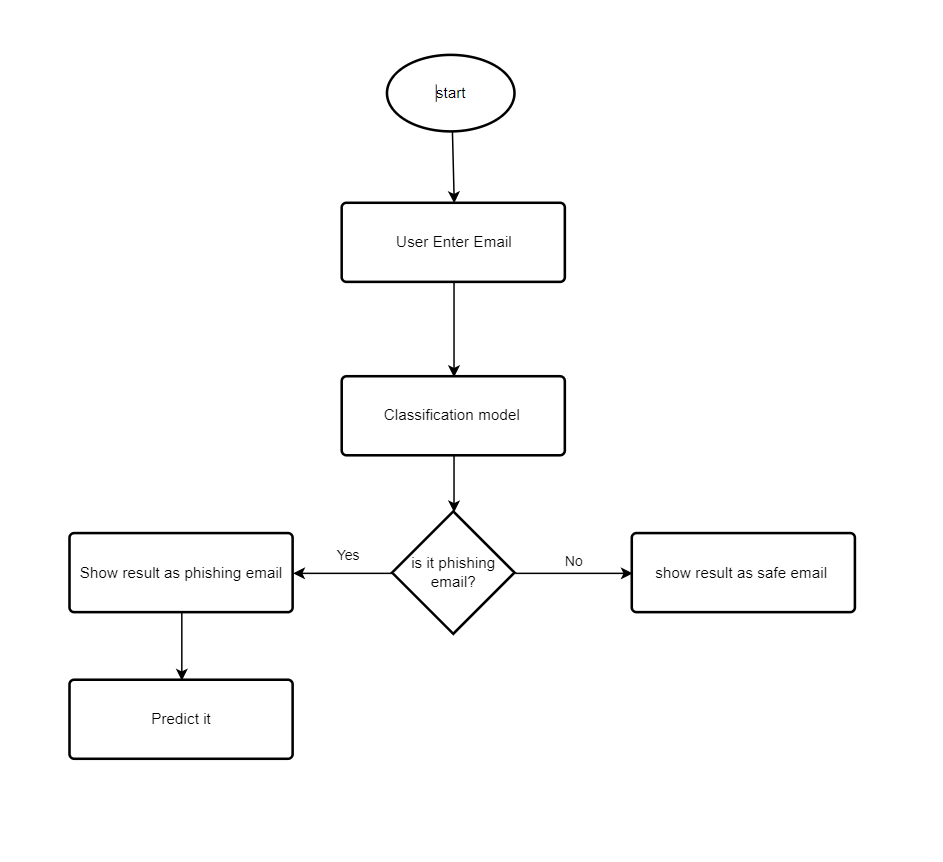 start
User Enter Email
Classification model
is it phishing
email?
Yes
No
Show result as phishing email
show result as safe email
Predict it